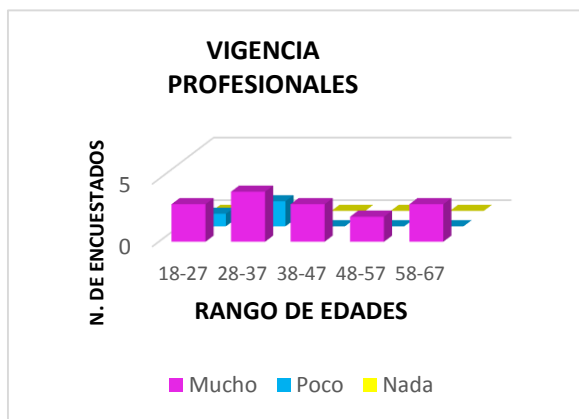 VIGENCIA
PROFESIONALES
N. DE ENCUESTADOS
5
0
18-27 28-37 38-47 48-57 58-67
RANGO DE EDADES
Mucho Poco Nada